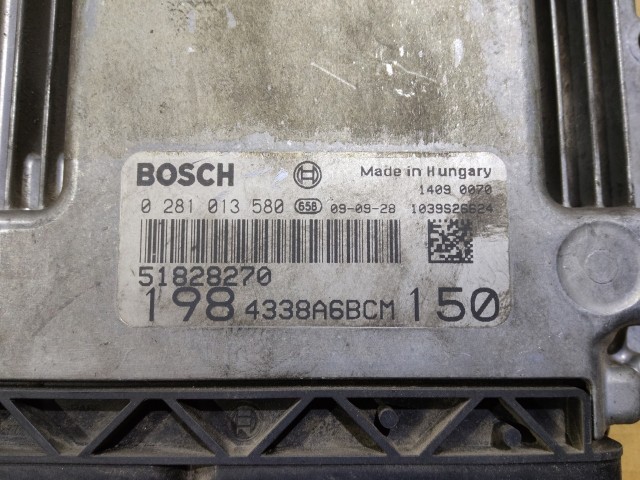 BOSCH Made in Hungary
1409 0070
0 281 013 580 658 09-09-28 1039S26624
51828270
198 4338A6BCM 150